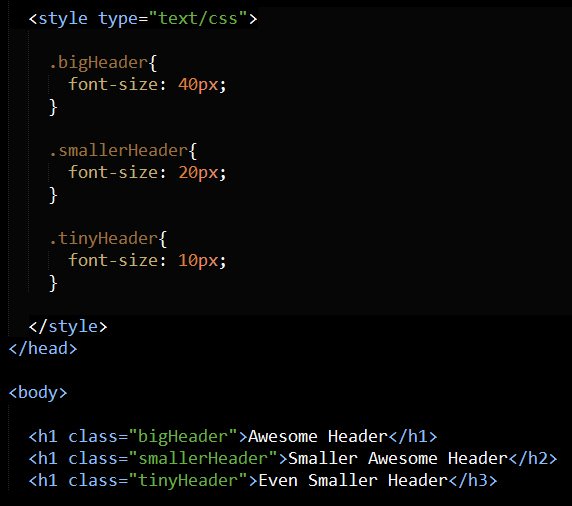 <style type="text/css">
.bigHeader{
font-size: 40px;
}
.smallerHeader{
font-size: 20px;
}
.tinyHeader{
font-size: 10px;
}
</style>
</head>
<body>
<h1 class="bigHeader">Awesome Header</h1>
<h1 class="smallerHeader">Smaller Awesome Header</h2>
<h1 class="tinyHeader">Even Smaller Header</h3>